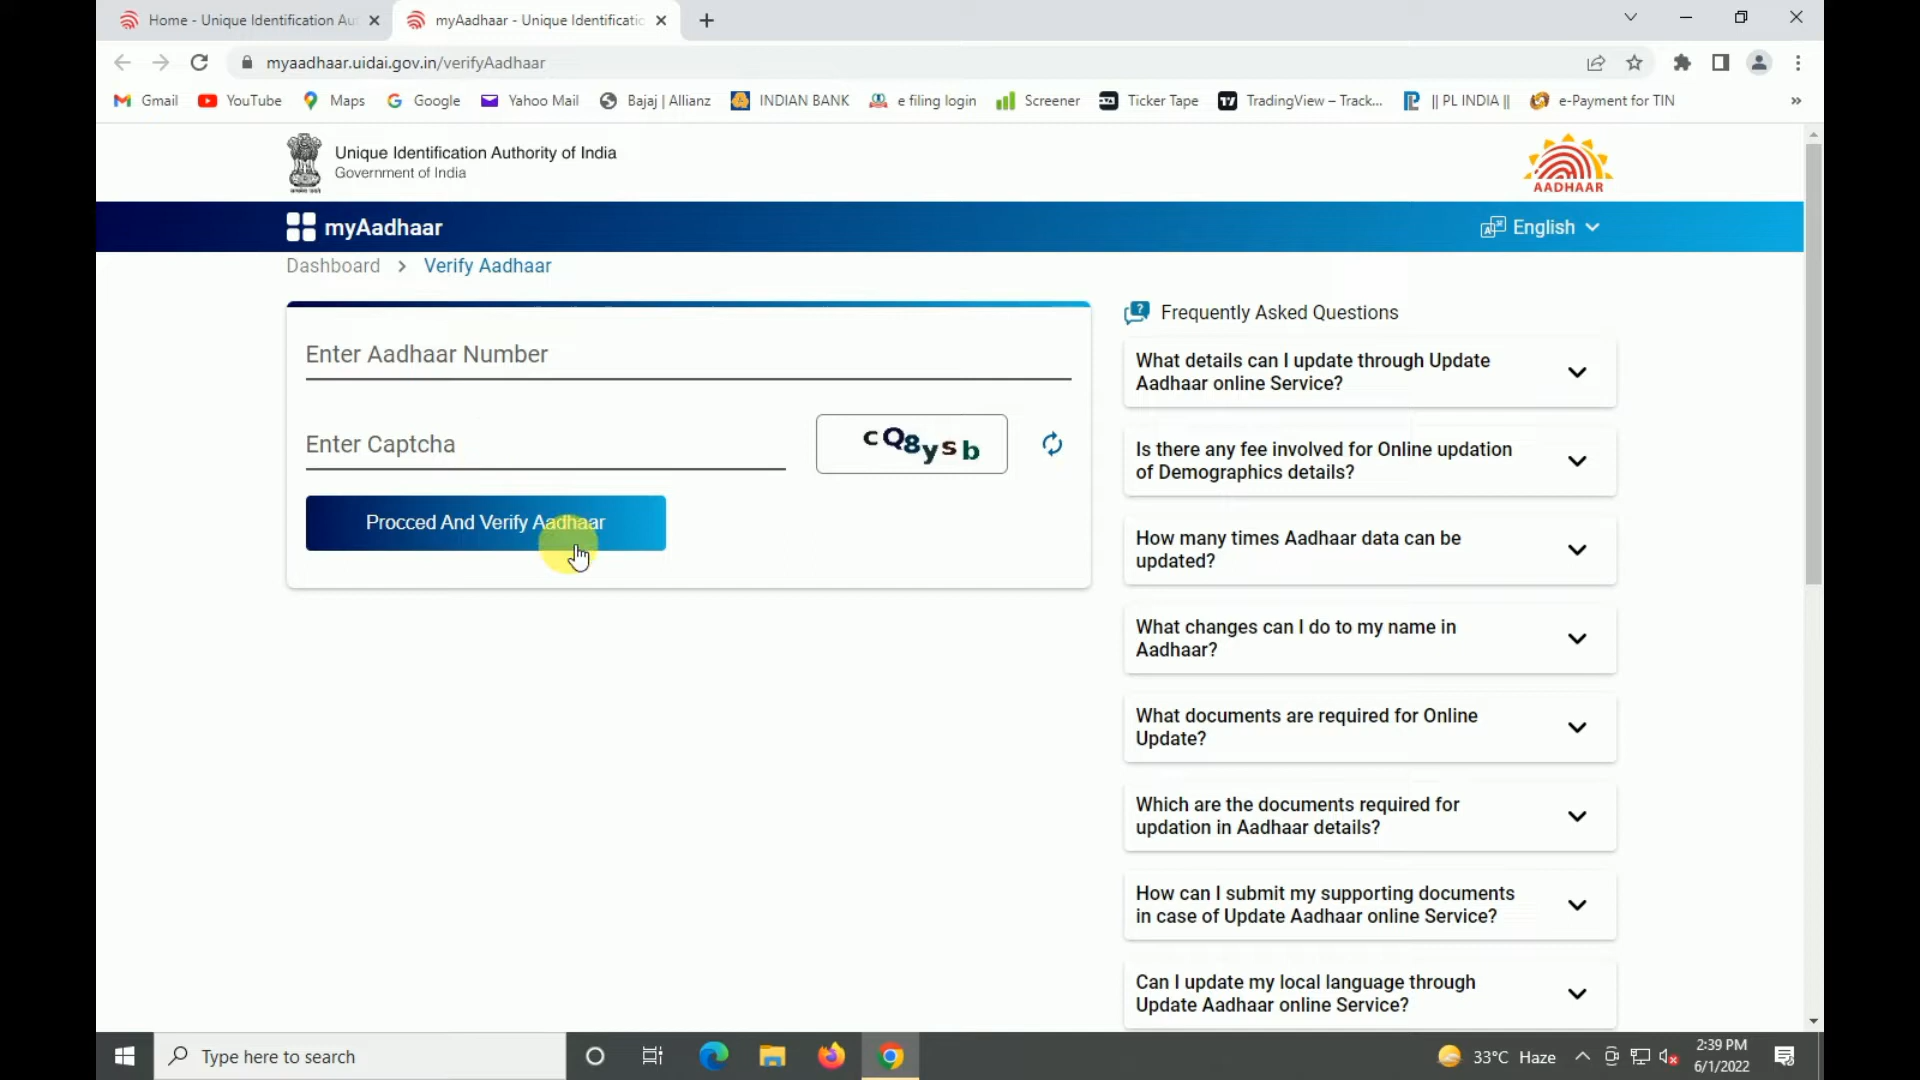 Home - Unique Identification Au
myAadhaar - Unique Identificatic
myaadhaar.uidai.gov.in/verifyAadhaar
Gmail YouTube Maps Google Yahoo Mail Bajaj | Allianz INDIAN BANK e filing login Screener Ticker Tape TradingView – Track... || PL INDIA || e-Payment for TIN »
Unique Identification Authority of India
Government of India
AADHAAR
myAadhaar
English
Dashboard > Verify Aadhaar
Enter Aadhaar Number
Enter Captcha
cQ8ysb
Procced And Verify Aadhaar
Frequently Asked Questions
What details can I update through Update
Aadhaar online Service?
Is there any fee involved for Online updation
of Demographics details?
How many times Aadhaar data can be
updated?
What changes can I do to my name in
Aadhaar?
What documents are required for Online
Update?
Which are the documents required for
updation in Aadhaar details?
How can I submit my supporting documents
in case of Update Aadhaar online Service?
Can I update my local language through
Update Aadhaar online Service?
Type here to search
33°C Haze
2:39 PM
6/1/2022